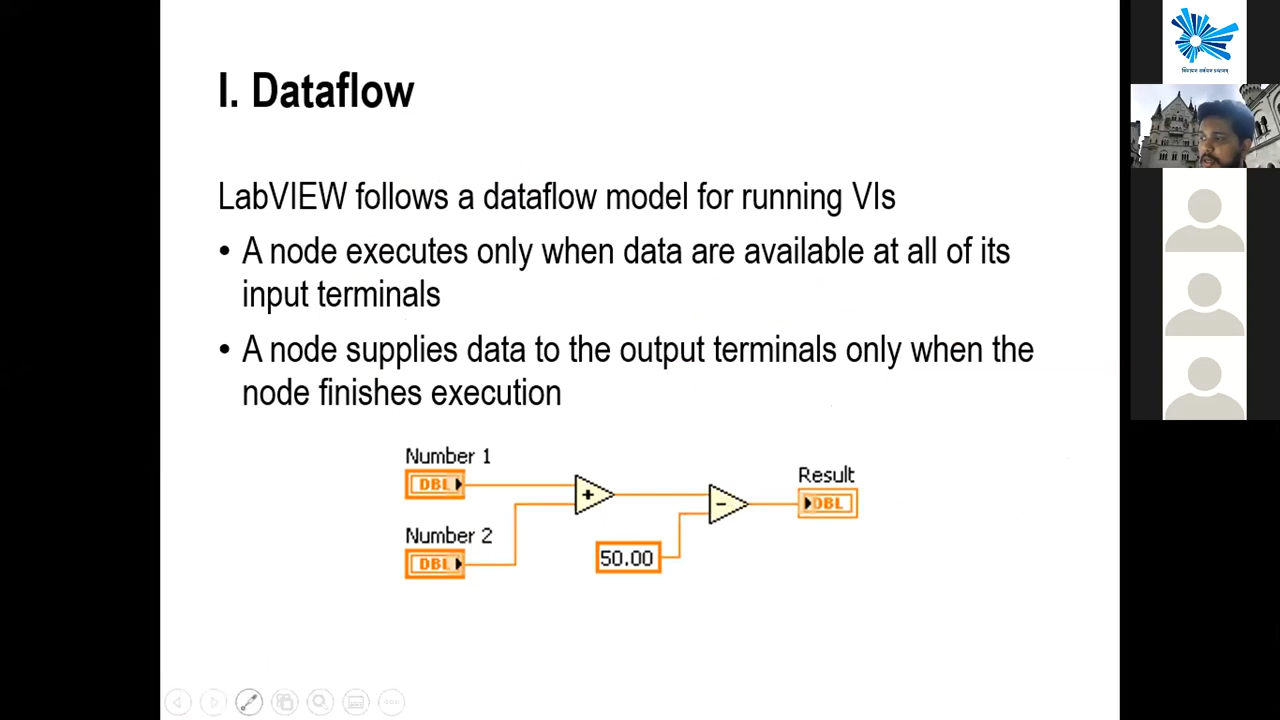 I. Dataflow
LabVIEW follows a dataflow model for running VIs
• A node executes only when data are available at all of its
input terminals
• A node supplies data to the output terminals only when the
node finishes execution
Number 1
DBL
+
Number 2
DBL
50.00
-
Result
DBL